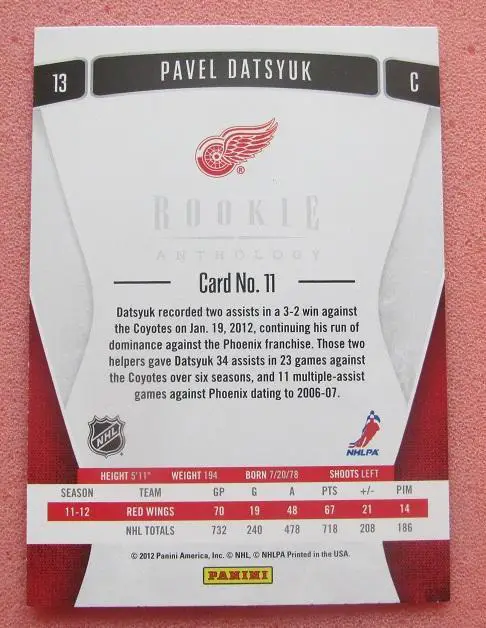 13 PAVEL DATSYUK C
ROOKIE
ANTHOLOGY
Card No. 11
Datsyuk recorded two assists in a 3-2 win against
the Coyotes on Jan. 19, 2012, continuing his run of
dominance against the Phoenix franchise. Those two
helpers gave Datsyuk 34 assists in 23 games against
the Coyotes over six seasons, and 11 multiple-assist
games against Phoenix dating to 2006-07.
NHL NHLPA
HEIGHT 5'11" WEIGHT 194 BORN 7/20/78 SHOOTS LEFT
SEASON TEAM GP G A PTS +/- PIM
11-12 RED WINGS 70 19 48 67 21 14
NHL TOTALS 732 240 478 718 208 186
© 2012 Panini America, Inc. © NHL, © NHLPA Printed in the USA.
PANINI